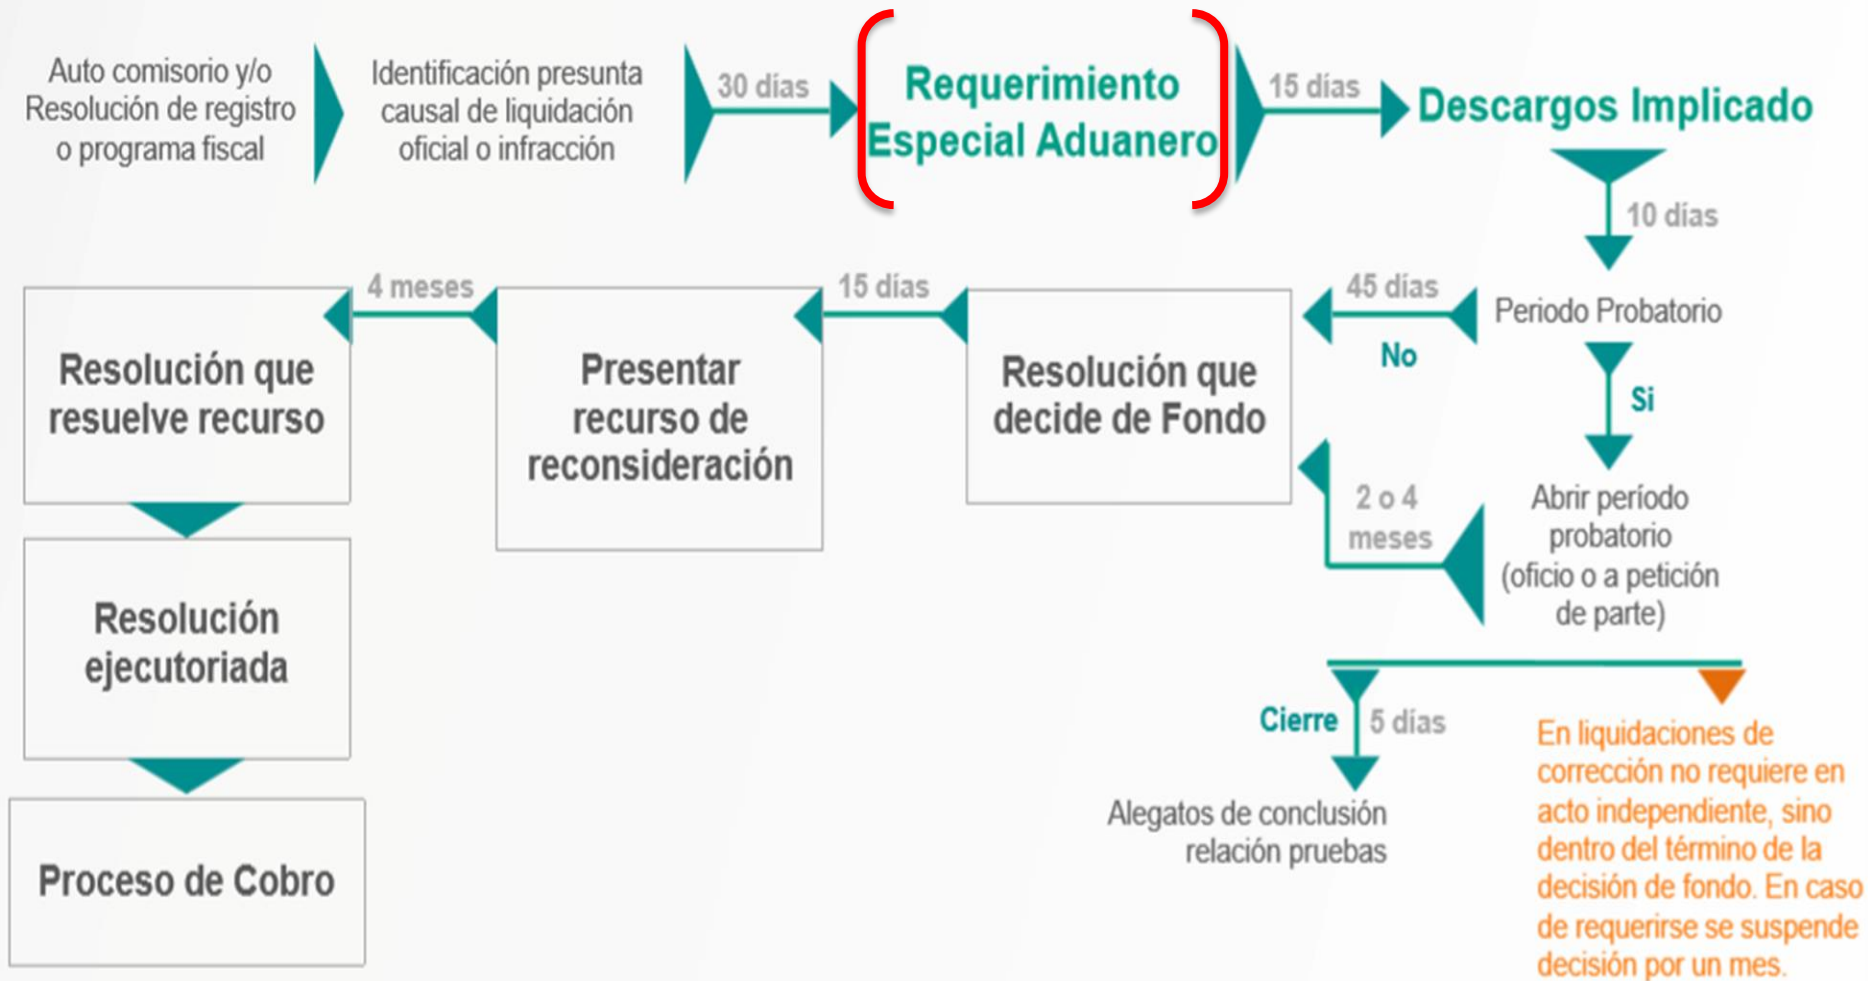 Auto comisorio y/o
Resolución de registro
o programa fiscal
Identificación presunta
causal de liquidación
oficial o infracción
30 días
Requerimiento
Especial Aduanero
15 días
Descargos Implicado
10 días
Periodo Probatorio
45 días
No
Si
Abrir período
probatorio
(oficio o a petición
de parte)
2 o 4
meses
Resolución que
decide de Fondo
15 días
Presentar
recurso de
reconsideración
4 meses
Resolución que
resuelve recurso
Resolución
ejecutoriada
Proceso de Cobro
Cierre
5 días
Alegatos de conclusión
relación pruebas
En liquidaciones de
corrección no requiere en
acto independiente, sino
dentro del término de la
decisión de fondo. En caso
de requerirse se suspende
decisión por un mes.